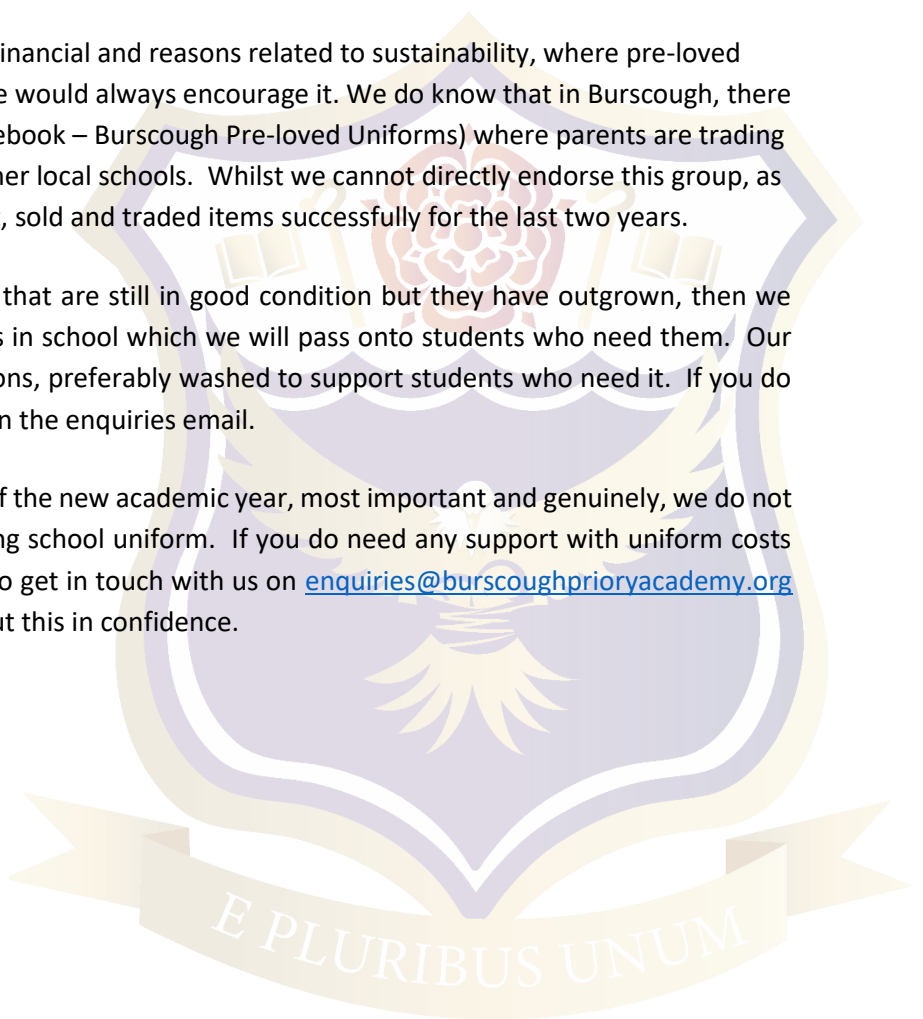 inancial and reasons related to sustainability, where pre-loved
e would always encourage it. We do know that in Burscough, there
ebook – Burscough Pre-loved Uniforms) where parents are trading
her local schools. Whilst we cannot directly endorse this group, as
, sold and traded items successfully for the last two years.
that are still in good condition but they have outgrown, then we
s in school which we will pass onto students who need them. Our
ons, preferably washed to support students who need it. If you do
n the enquiries email.
f the new academic year, most important and genuinely, we do not
ng school uniform. If you do need any support with uniform costs
o get in touch with us on enquiries@burscoughprioryacademy.org
ut this in confidence.
E PLURIBUS UNUM